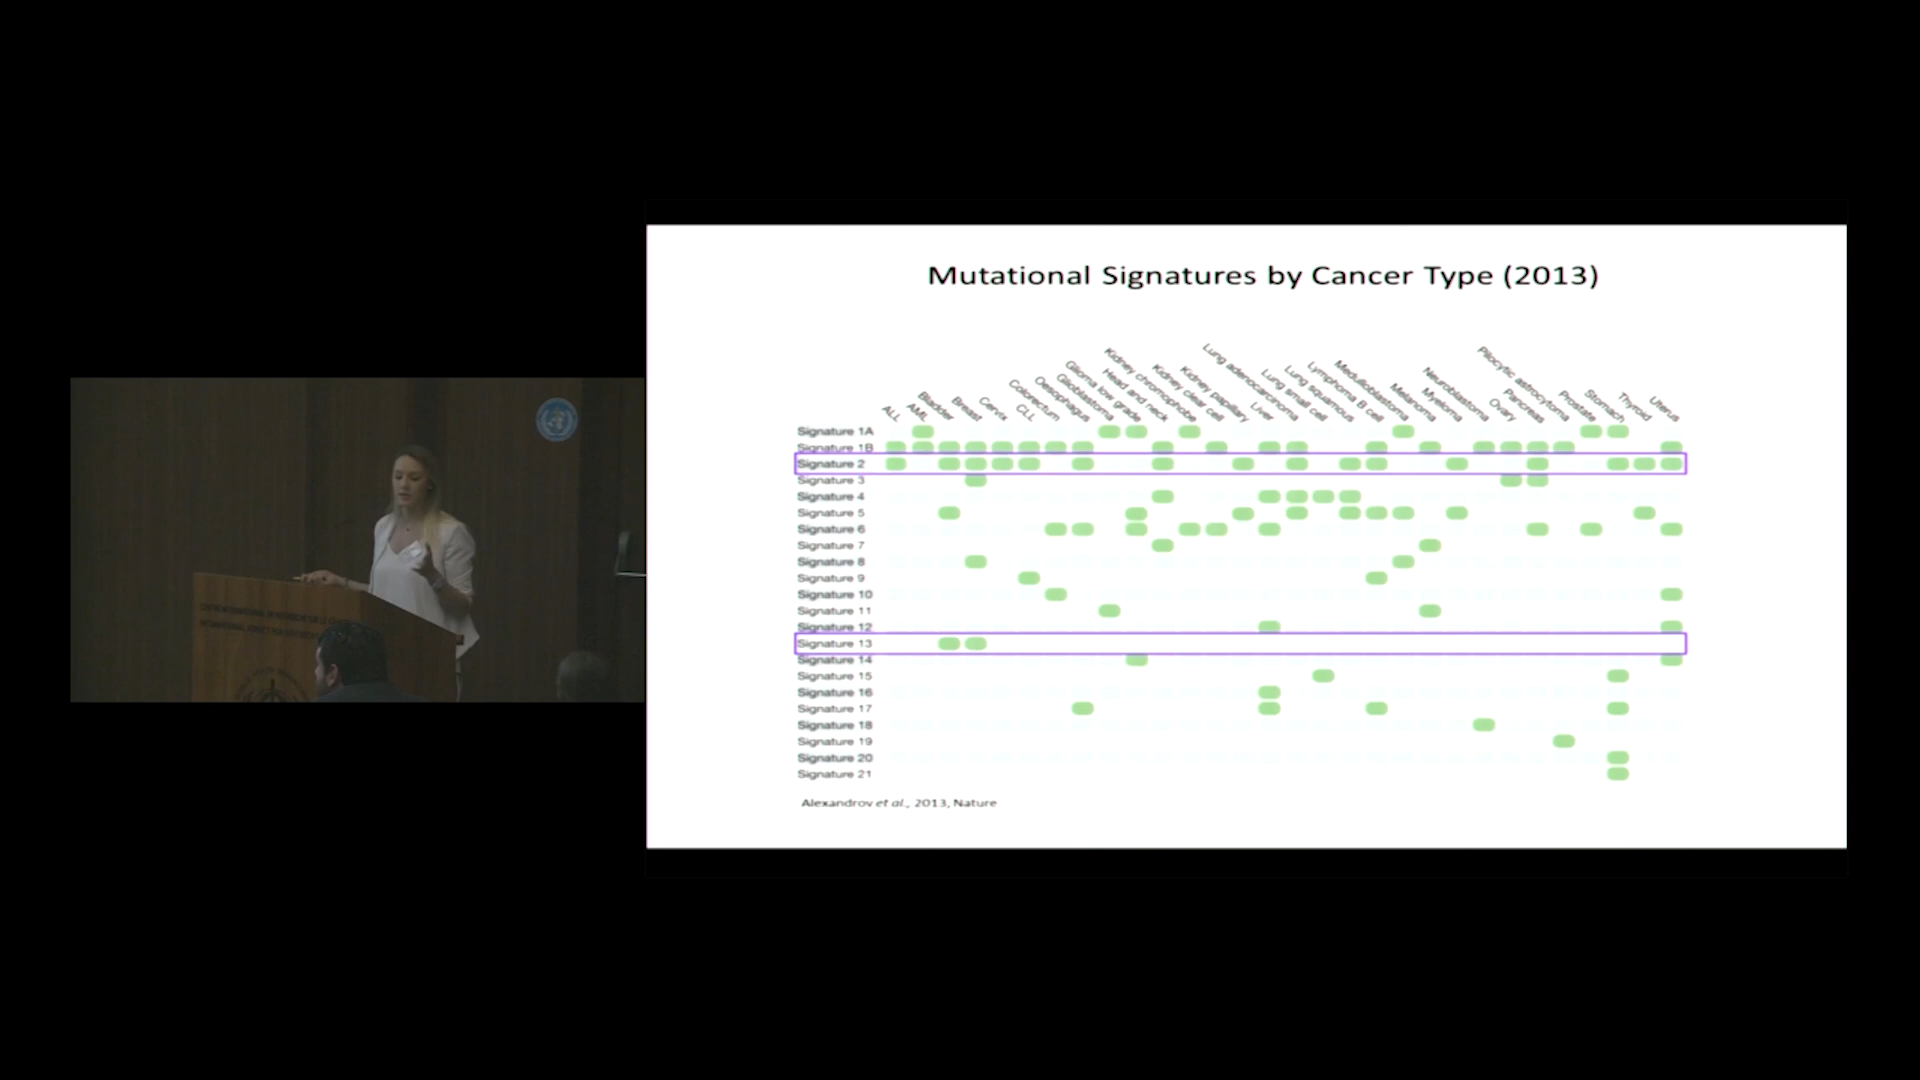 Mutational Signatures by Cancer Type (2013)
ALL
AML
Bladder
Breast
Cervix
CLL
Colorectum
Oesophagus
Glioblastoma
Glioma low grade
Head and neck
Kidney chromophobe
Kidney clear cell
Kidney papillary
Liver
Lung adenocarcinoma
Lung small cell
Lung squamous
Lymphoma B cell
Medulloblastoma
Melanoma
Myeloma
Neuroblastoma
Ovary
Pancreas
Pilocytic astrocytoma
Prostate
Stomach
Thyroid
Uterus
Signature 1A
Signature 1B
Signature 2
Signature 3
Signature 4
Signature 5
Signature 6
Signature 7
Signature 8
Signature 9
Signature 10
Signature 11
Signature 12
Signature 13
Signature 14
Signature 15
Signature 16
Signature 17
Signature 18
Signature 19
Signature 20
Signature 21
Alexandrov et al., 2013, Nature